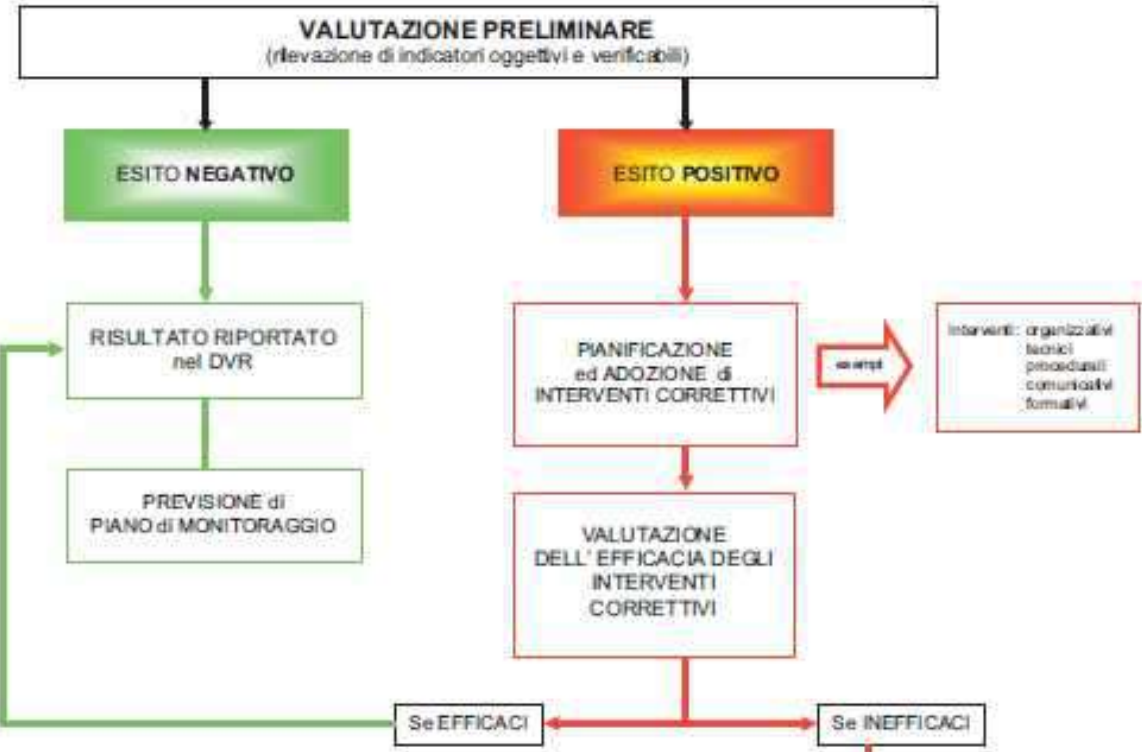 VALUTAZIONE PRELIMINARE
(rilevazione di indicatori oggettivi e verificabili)
ESITO NEGATIVO
ESITO POSITIVO
RISULTATO RIPORTATO
nel DVR
PIANIFICAZIONE
ed ADOZIONE di
INTERVENTI CORRETTIVI
esempi
Interventi: organizzativi
tecnici
procedurali
comunicativi
formativi
PREVISIONE di
PIANO di MONITORAGGIO
VALUTAZIONE
DELL' EFFICACIA DEGLI
INTERVENTI
CORRETTIVI
Se EFFICACI
Se INEFFICACI